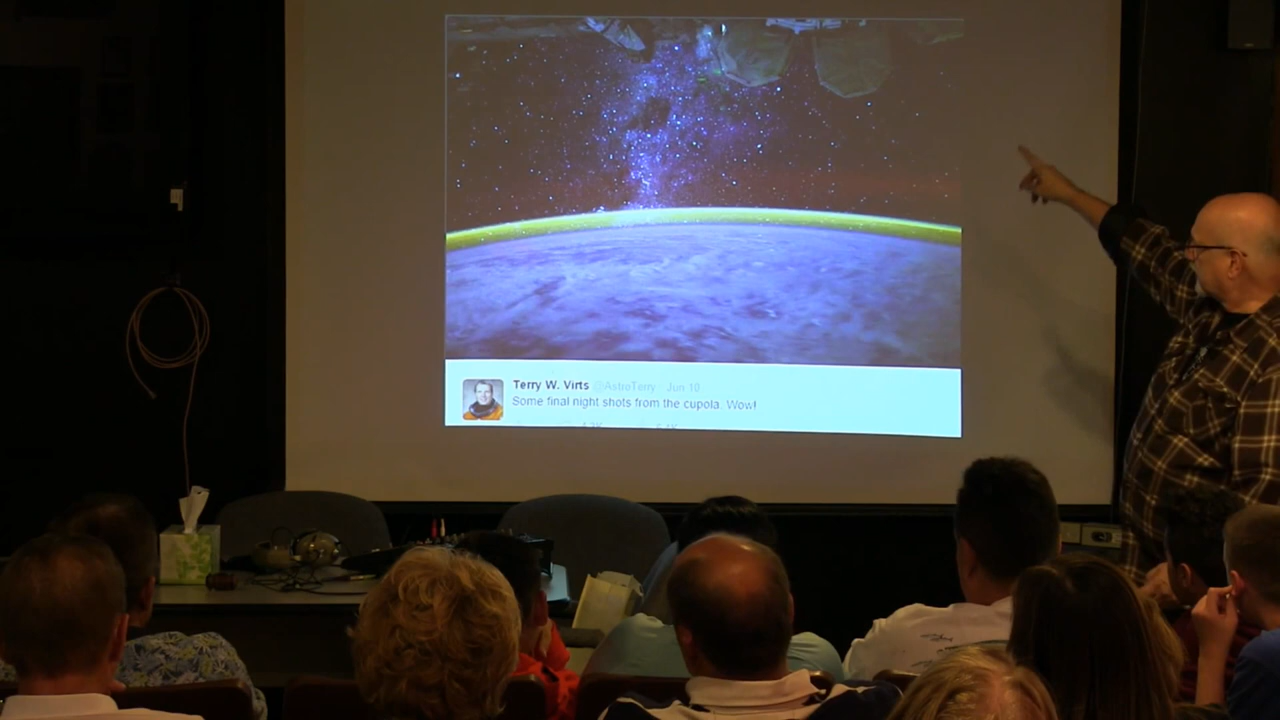 Terry W. Virts @AstroTerry · Jun 10
Some final night shots from the cupola. Wow!